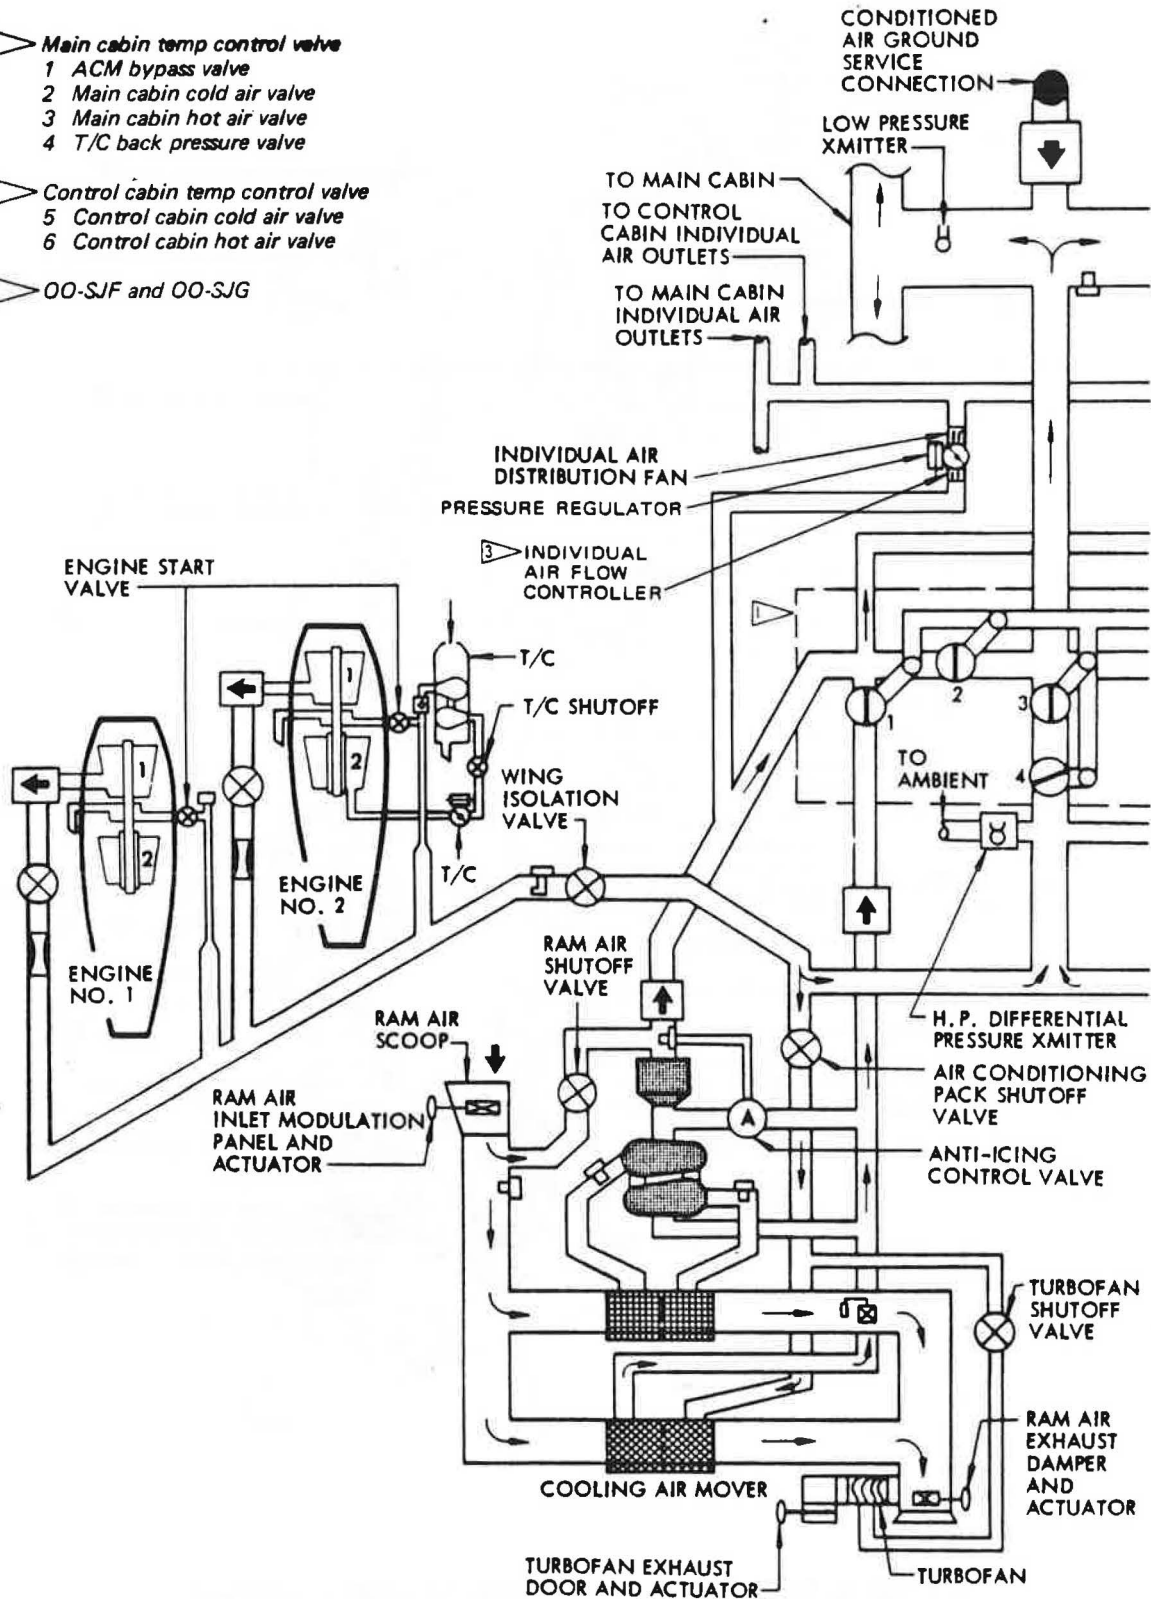 Main cabin temp control valve
1 ACM bypass valve
2 Main cabin cold air valve
3 Main cabin hot air valve
4 T/C back pressure valve
Control cabin temp control valve
5 Control cabin cold air valve
6 Control cabin hot air valve
OO-SJF and OO-SJG
CONDITIONED
AIR GROUND
SERVICE
CONNECTION
LOW PRESSURE
XMITTER
TO MAIN CABIN
TO CONTROL
CABIN INDIVIDUAL
AIR OUTLETS
TO MAIN CABIN
INDIVIDUAL AIR
OUTLETS
INDIVIDUAL AIR
DISTRIBUTION FAN
PRESSURE REGULATOR
3 INDIVIDUAL
AIR FLOW
CONTROLLER
1
ENGINE START
VALVE
T/C
T/C SHUTOFF
1
2
1
2
T/C
ENGINE
NO. 2
ENGINE
NO. 1
WING
ISOLATION
VALVE
1
2
3
4
TO
AMBIENT
RAM AIR
SHUTOFF
VALVE
RAM AIR
SCOOP
RAM AIR
INLET MODULATION
PANEL AND
ACTUATOR
H.P. DIFFERENTIAL
PRESSURE XMITTER
AIR CONDITIONING
PACK SHUTOFF
VALVE
A
ANTI-ICING
CONTROL VALVE
TURBOFAN
SHUTOFF
VALVE
RAM AIR
EXHAUST
DAMPER
AND
ACTUATOR
COOLING AIR MOVER
TURBOFAN EXHAUST
DOOR AND ACTUATOR
TURBOFAN